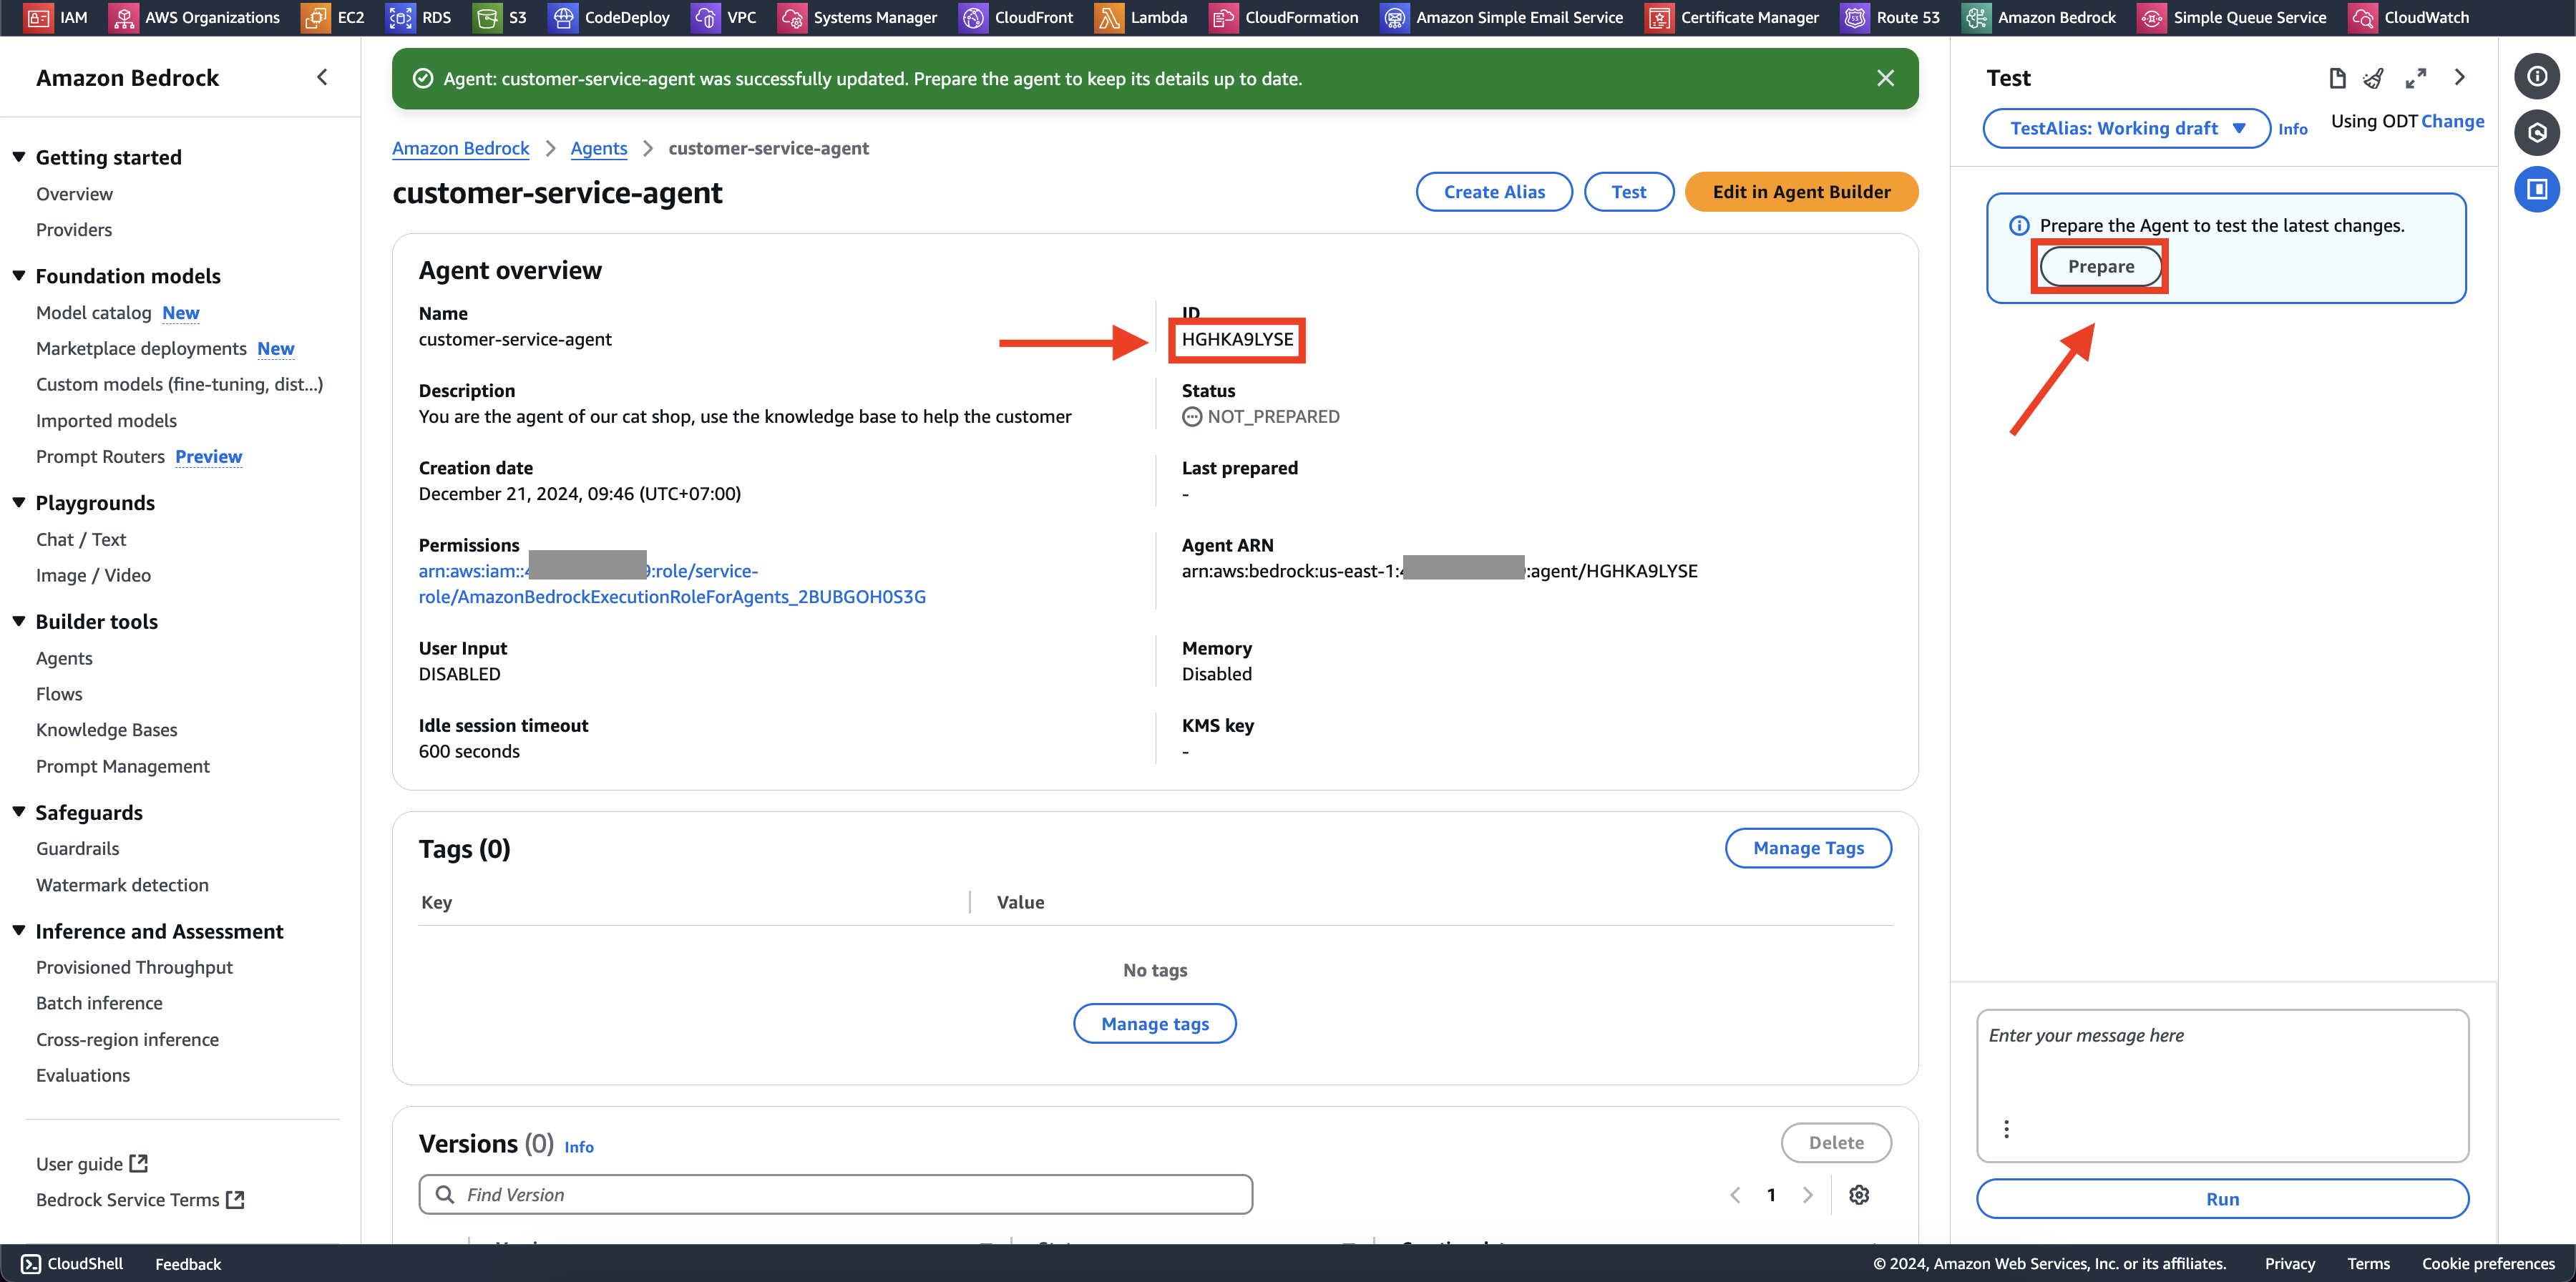 IAM AWS Organizations EC2 RDS S3 CodeDeploy VPC Systems Manager CloudFront Lambda CloudFormation Amazon Simple Email Service Certificate Manager Route 53 Amazon Bedrock Simple Queue Service CloudWatch
Amazon Bedrock
Getting started
Overview
Providers
Foundation models
Model catalog New
Marketplace deployments New
Custom models (fine-tuning, dist...)
Imported models
Prompt Routers Preview
Playgrounds
Chat / Text
Image / Video
Builder tools
Agents
Flows
Knowledge Bases
Prompt Management
Safeguards
Guardrails
Watermark detection
Inference and Assessment
Provisioned Throughput
Batch inference
Cross-region inference
Evaluations
User guide
Bedrock Service Terms
Agent: customer-service-agent was successfully updated. Prepare the agent to keep its details up to date.
Amazon Bedrock > Agents > customer-service-agent
customer-service-agent
Create Alias Test Edit in Agent Builder
Agent overview
Name
customer-service-agent
ID
HGHKA9LYSE
Description
You are the agent of our cat shop, use the knowledge base to help the customer
Status
NOT_PREPARED
Creation date
December 21, 2024, 09:46 (UTC+07:00)
Last prepared
-
Permissions
arn:aws:iam:: :role/service-
role/AmazonBedrockExecutionRoleForAgents_2BUBGOH0S3G
Agent ARN
arn:aws:bedrock:us-east-1: :agent/HGHKA9LYSE
User Input
DISABLED
Memory
Disabled
Idle session timeout
600 seconds
KMS key
-
Tags (0)
Manage Tags
Key Value
No tags
Manage tags
Versions (0) Info
Delete
Find Version
1
Test
TestAlias: Working draft Info
Using ODT Change
Prepare the Agent to test the latest changes.
Prepare
Enter your message here
Run
CloudShell Feedback
© 2024, Amazon Web Services, Inc. or its affiliates. Privacy Terms Cookie preferences